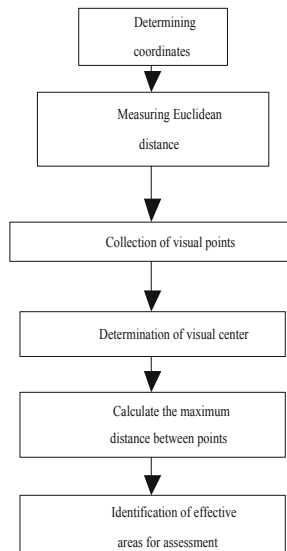 Determining
coordinates
Measuring Euclidean
distance
Collection of visual points
Determination of visual center
Calculate the maximum
distance between points
Identification of effective
areas for assessment